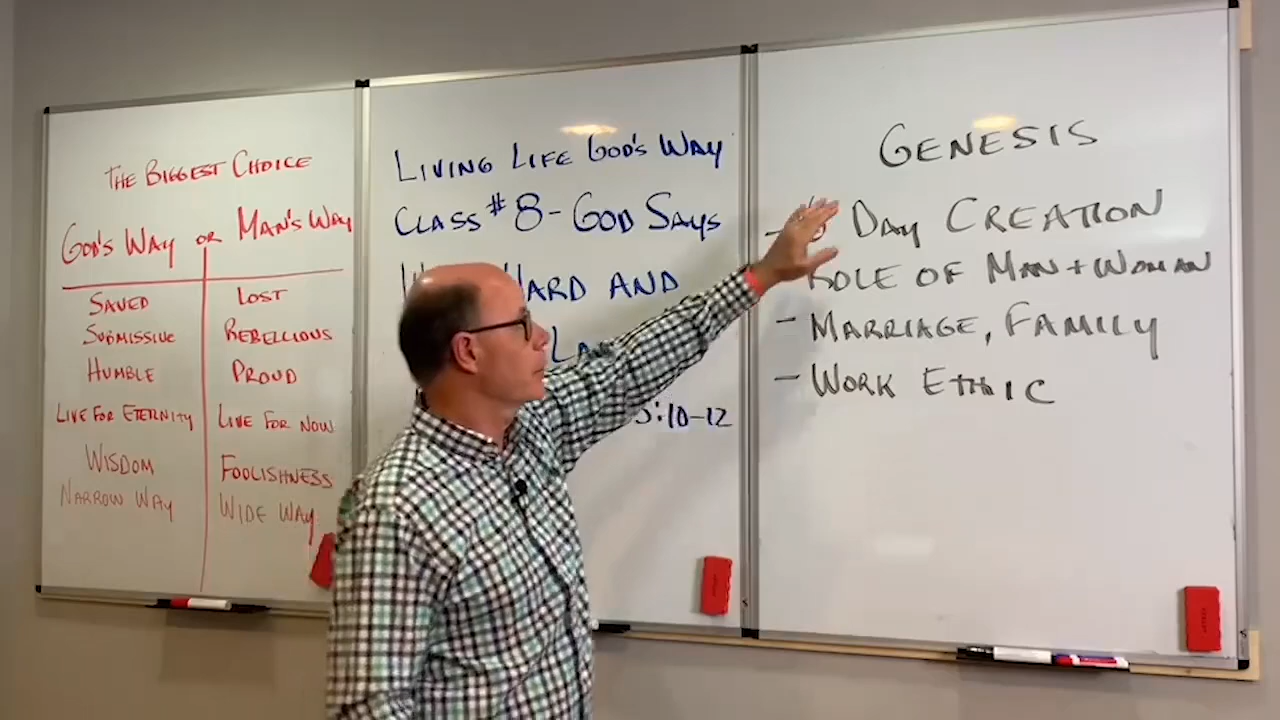 THE BIGGEST CHOICE
GOD'S WAY OR MAN'S WAY
SAVED LOST
SUBMISSIVE REBELLIOUS
HUMBLE PROUD
LIVE FOR ETERNITY LIVE FOR NOW
WISDOM FOOLISHNESS
NARROW WAY WIDE WAY
LIVING LIFE GOD'S WAY
CLASS #8 - GOD SAYS
HARD AND
:10-12
GENESIS
- DAY CREATION
ROLE OF MAN + WOMAN
- MARRIAGE, FAMILY
- WORK ETHIC